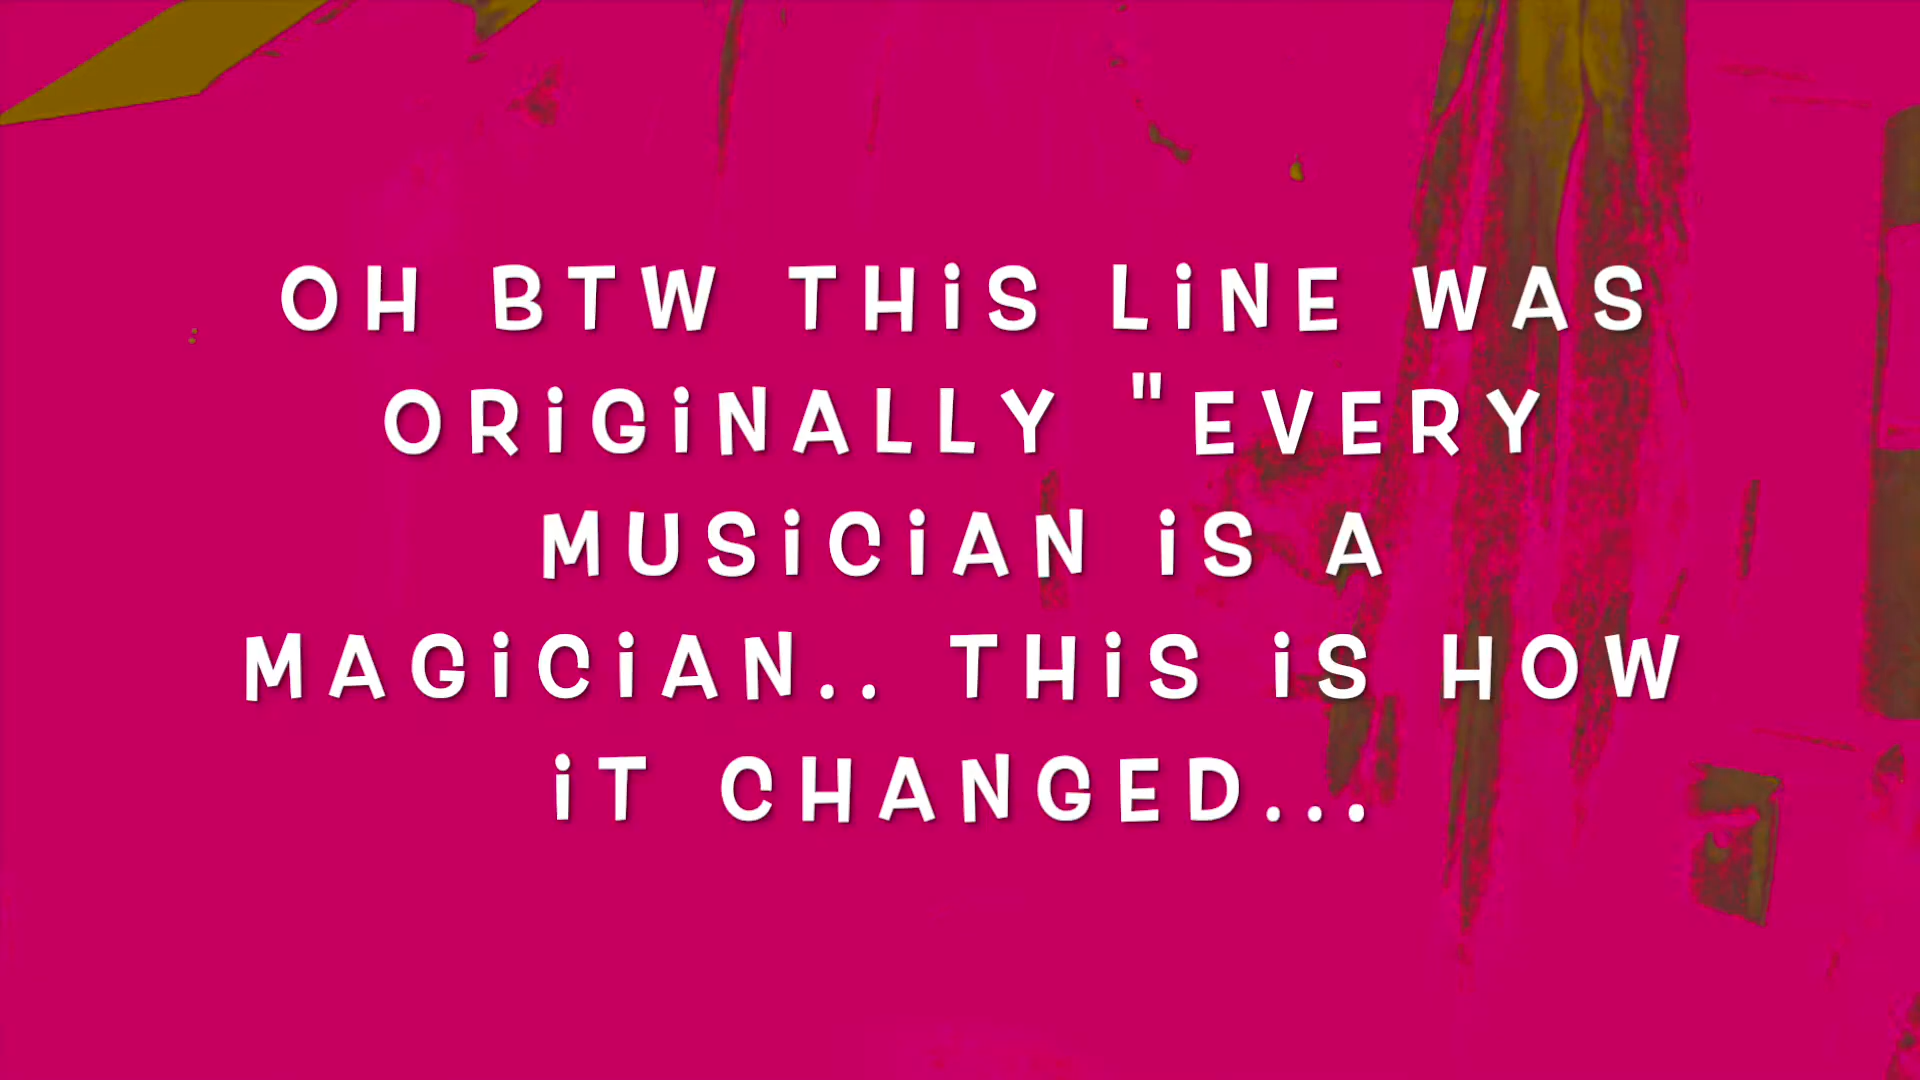 OH BTW THiS LiNE WAS
ORiGiNALLY "EVERY
MUSiCiAN iS A
MAGiCiAN.. THiS iS HOW
iT CHANGED...